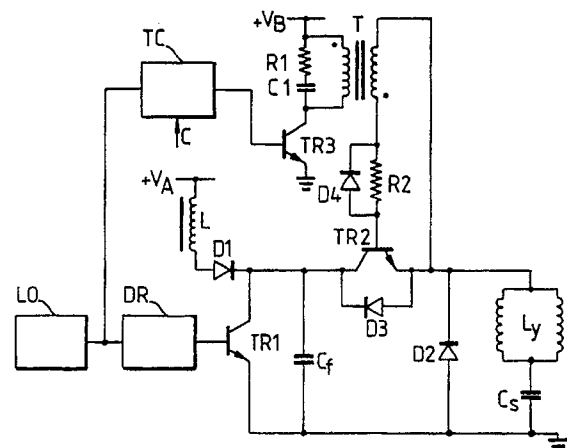 TC
+VB
T
R1
C1
C
TR3
+VA
L
D4
R2
TR2
D1
LO
DR
TR1
Cf
D3
D2
Ly
Cs